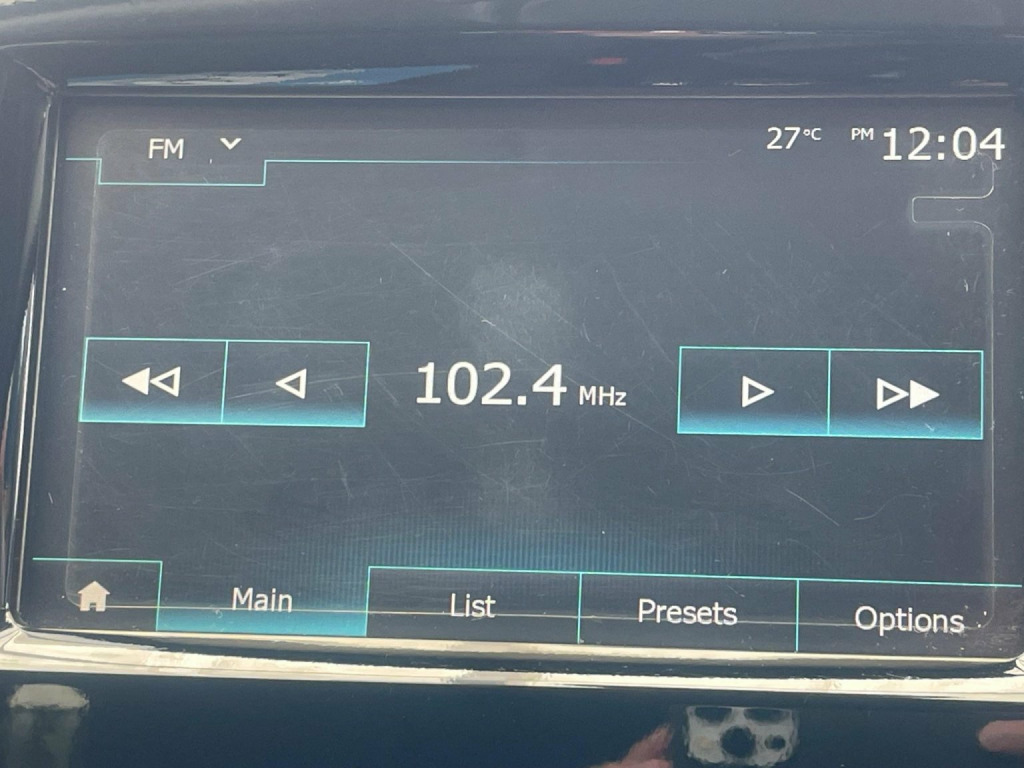 FM 27°C PM 12:04
102.4 MHz
Main List Presets Options